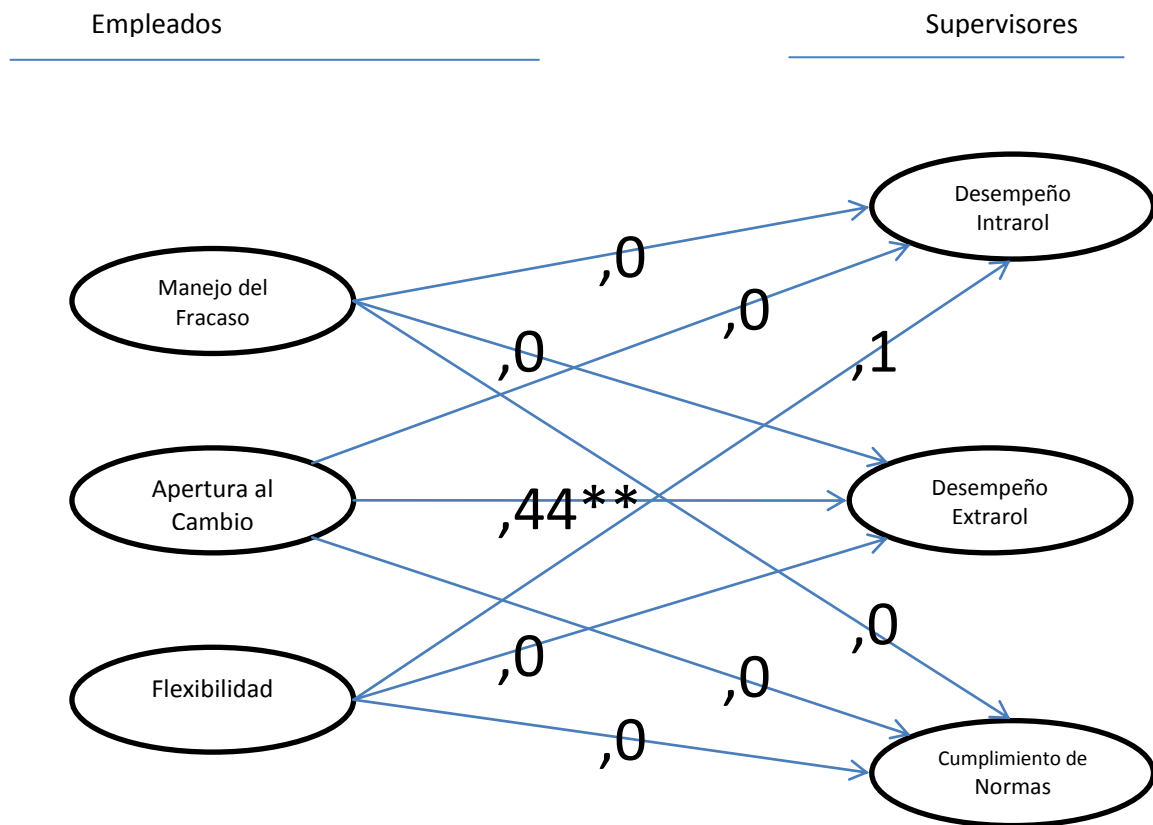 Empleados
Supervisores
Desempeño
Intrarol
,0
Manejo del
Fracaso
,0
,0
,1
Apertura al
Cambio
,44**
Desempeño
Extrarol
,0
,0
Flexibilidad
,0
,0
Cumplimiento de
Normas